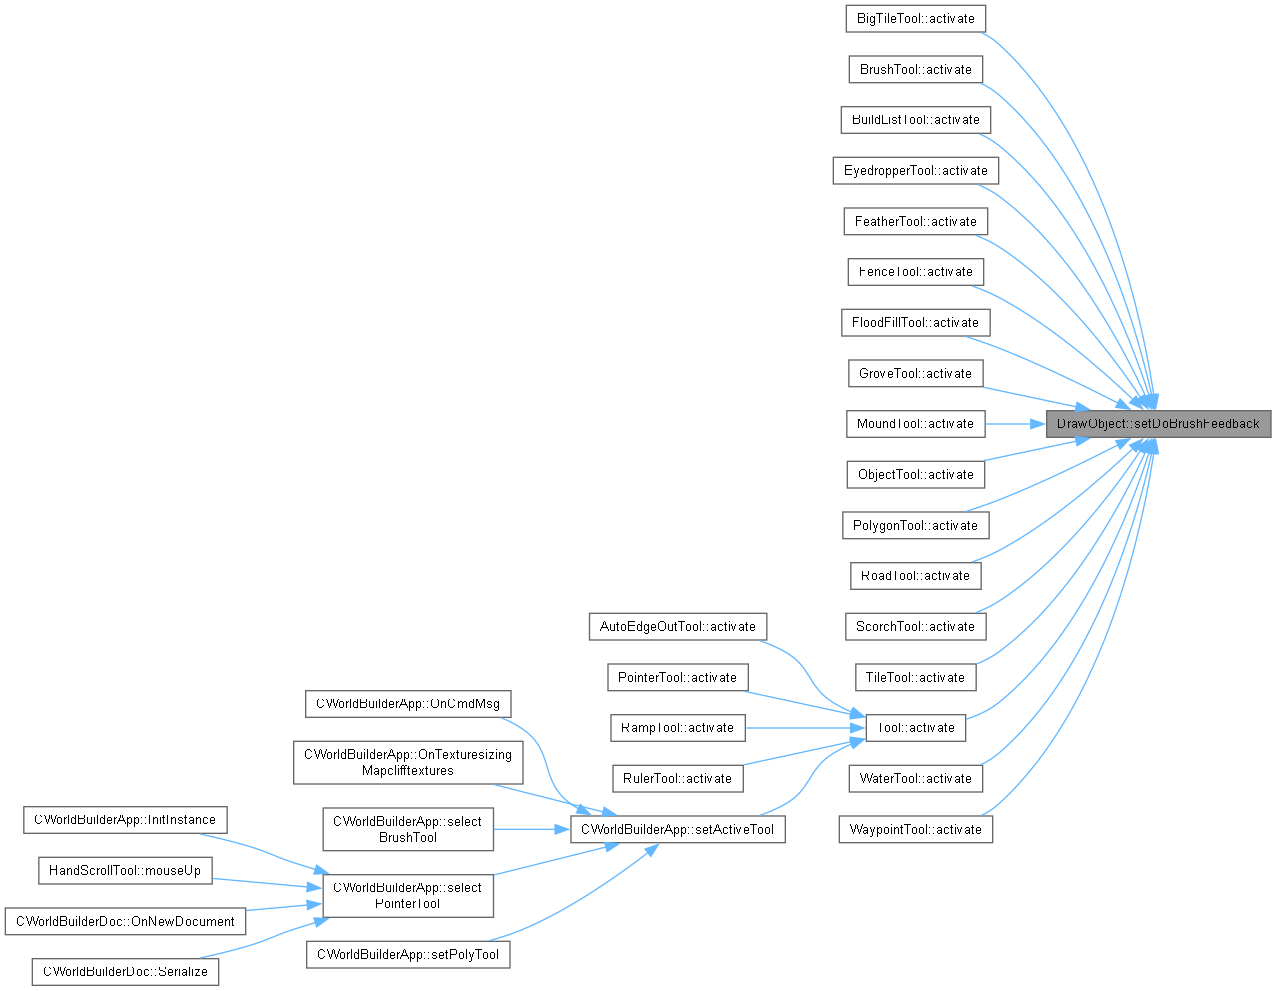 BigTileTool::activate
BrushTool::activate
BuildListTool::activate
EyedropperTool::activate
FeatherTool::activate
FenceTool::activate
FloodFillTool::activate
GroveTool::activate
MoundTool::activate
DrawObject::setDoBrushFeedback
ObjectTool::activate
PolygonTool::activate
RoadTool::activate
ScorchTool::activate
AutoEdgeOutTool::activate
TileTool::activate
PointerTool::activate
CWorldBuilderApp::OnCmdMsg
RampTool::activate
Tool::activate
CWorldBuilderApp::OnTexturesizing
Mapclifftextures
RulerTool::activate
WaterTool::activate
CWorldBuilderApp::InitInstance
CWorldBuilderApp::select
BrushTool
CWorldBuilderApp::setActiveTool
WaypointTool::activate
HandScrollTool::mouseUp
CWorldBuilderApp::select
PointerTool
CWorldBuilderDoc::OnNewDocument
CWorldBuilderApp::setPolyTool
CWorldBuilderDoc::Serialize